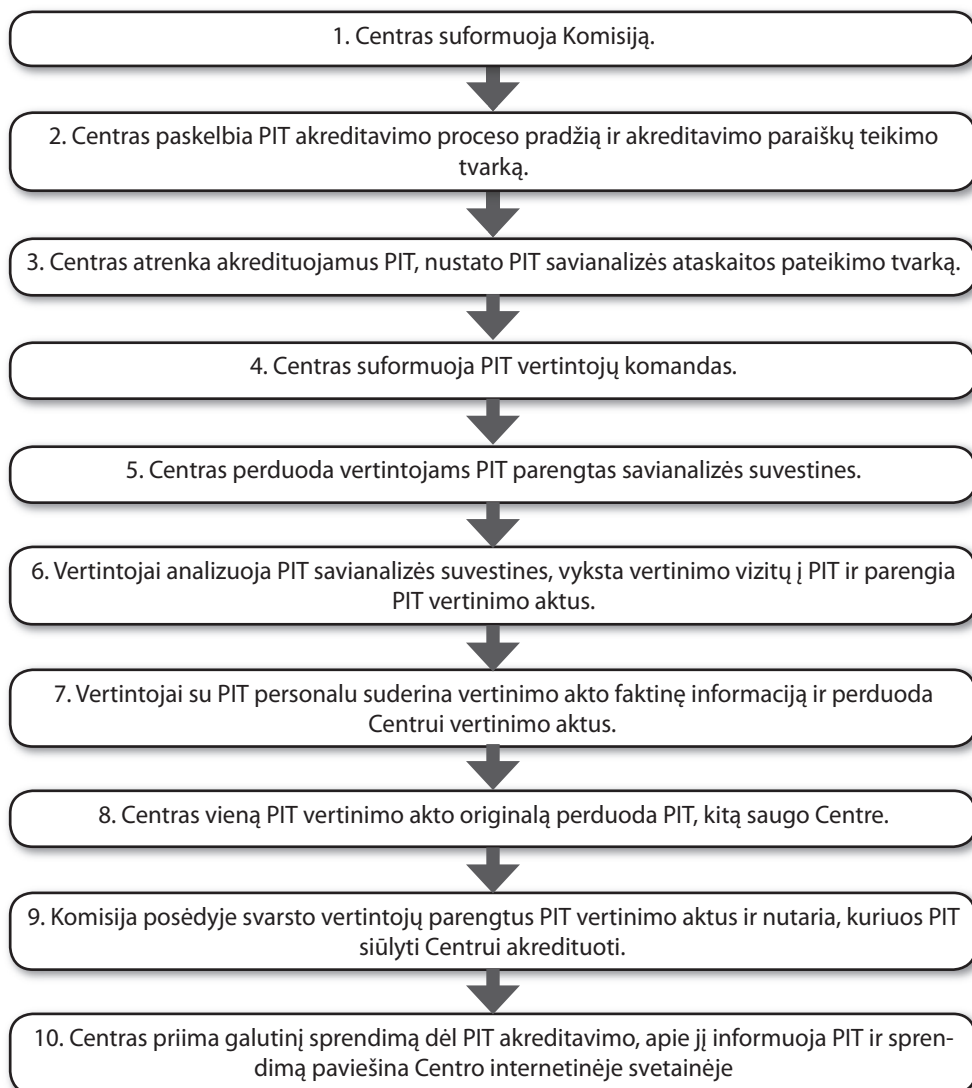 1. Centras suformuoja Komisiją.
2. Centras paskelbia PIT akreditavimo proceso pradžią ir akreditavimo paraiškų teikimo
tvarką.
3. Centras atrenka akredituojamus PIT, nustato PIT savianalizės ataskaitos pateikimo tvarką.
4. Centras suformuoja PIT vertintojų komandas.
5. Centras perduoda vertintojams PIT parengtas savianalizės suvestines.
6. Vertintojai analizuoja PIT savianalizės suvestines, vyksta vertinimo vizitų į PIT ir parengia
PIT vertinimo aktus.
7. Vertintojai su PIT personalu suderina vertinimo akto faktinę informaciją ir perduoda
Centrui vertinimo aktus.
8. Centras vieną PIT vertinimo akto originalą perduoda PIT, kitą saugo Centre.
9. Komisija posėdyje svarsto vertintojų parengtus PIT vertinimo aktus ir nutaria, kuriuos PIT
siūlyti Centrui akredituoti.
10. Centras priima galutinį sprendimą dėl PIT akreditavimo, apie jį informuoja PIT ir spren-
dimą paviešina Centro internetinėje svetainėje